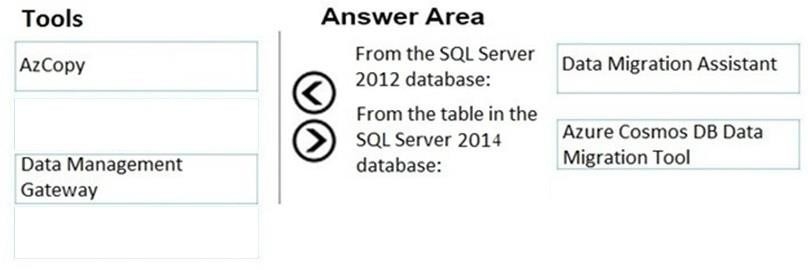 Tools
AzCopy
Data Management
Gateway
Answer Area
From the SQL Server
2012 database:
Data Migration Assistant
From the table in the
SQL Server 2014
database:
Azure Cosmos DB Data
Migration Tool